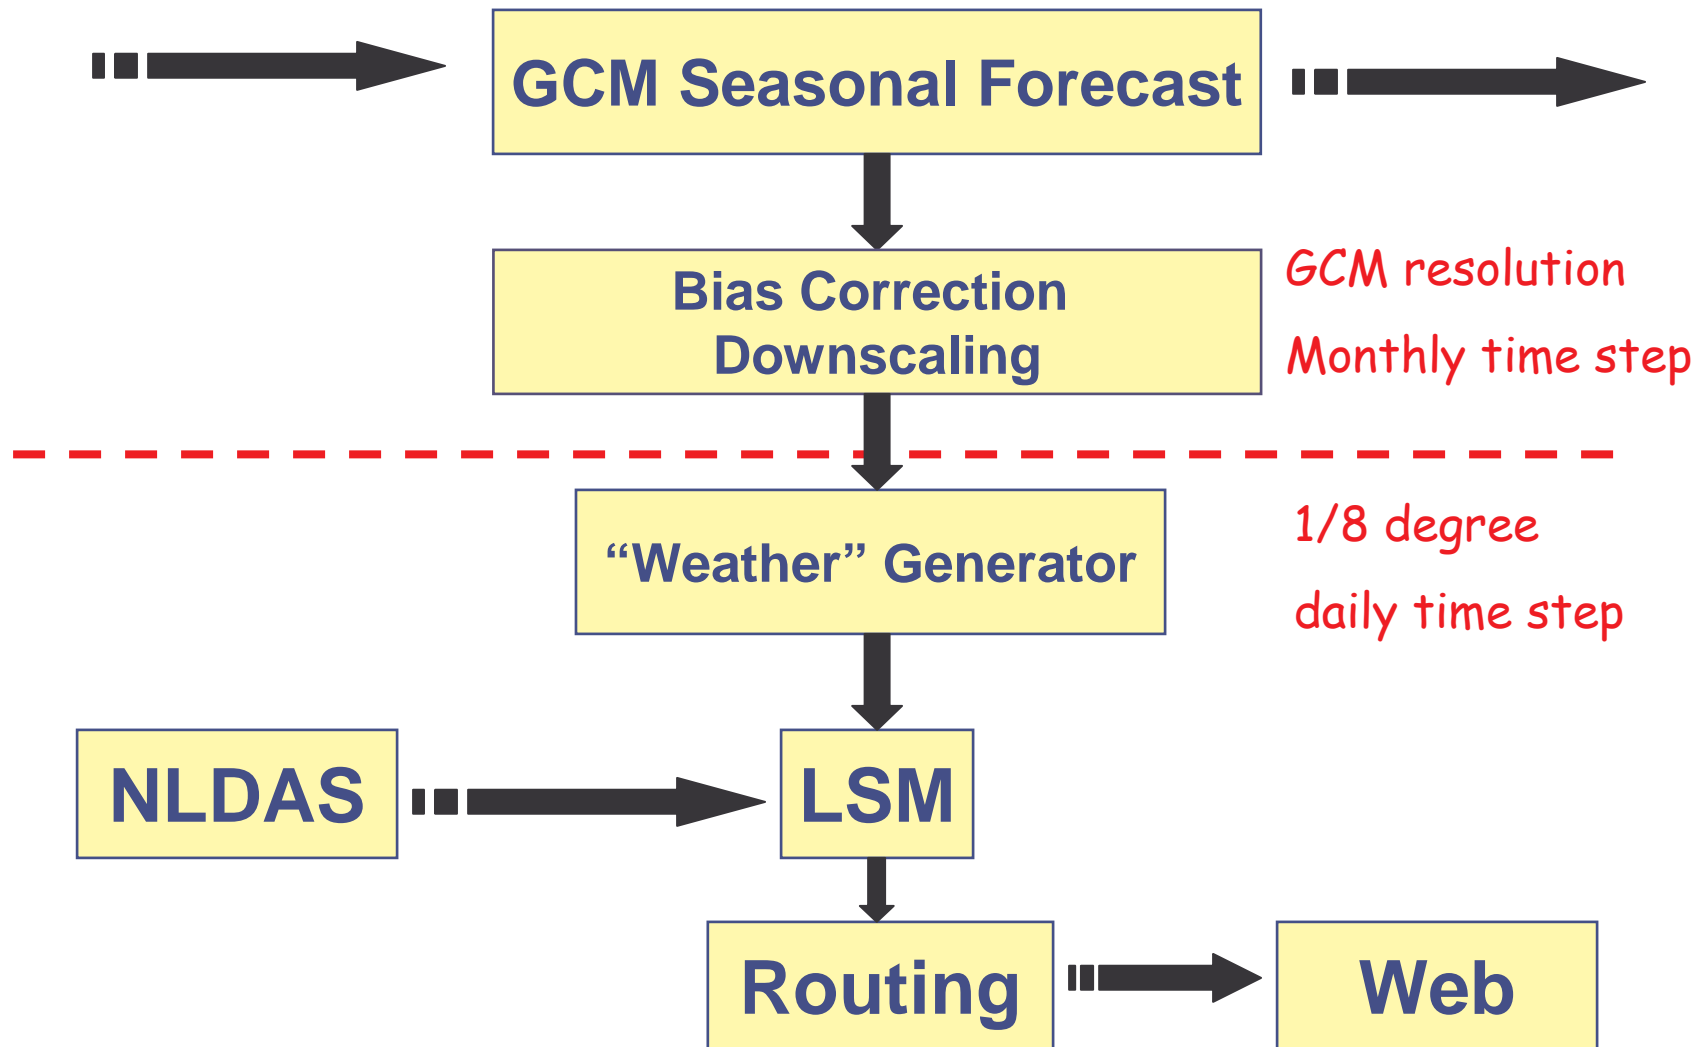 GCM Seasonal Forecast
Bias Correction
Downscaling
GCM resolution
Monthly time step
“Weather” Generator
1/8 degree
daily time step
NLDAS
LSM
Routing
Web